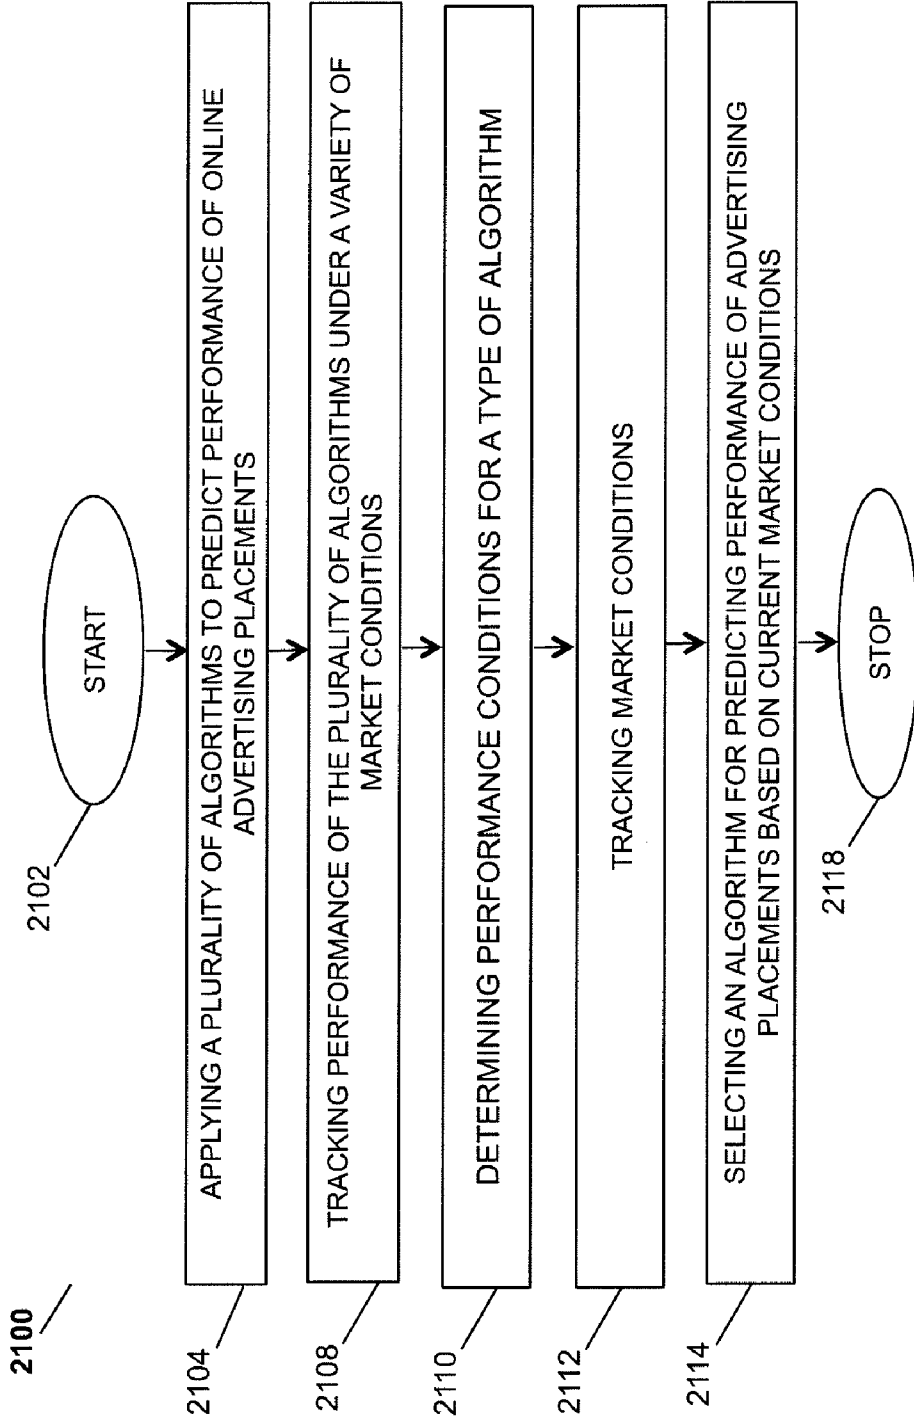 2100
START
2102
APPLYING A PLURALITY OF ALGORITHMS TO PREDICT PERFORMANCE OF ONLINE
ADVERTISING PLACEMENTS
2104
TRACKING PERFORMANCE OF THE PLURALITY OF ALGORITHMS UNDER A VARIETY OF
MARKET CONDITIONS
2108
DETERMINING PERFORMANCE CONDITIONS FOR A TYPE OF ALGORITHM
2110
TRACKING MARKET CONDITIONS
2112
SELECTING AN ALGORITHM FOR PREDICTING PERFORMANCE OF ADVERTISING
PLACEMENTS BASED ON CURRENT MARKET CONDITIONS
2114
STOP
2118